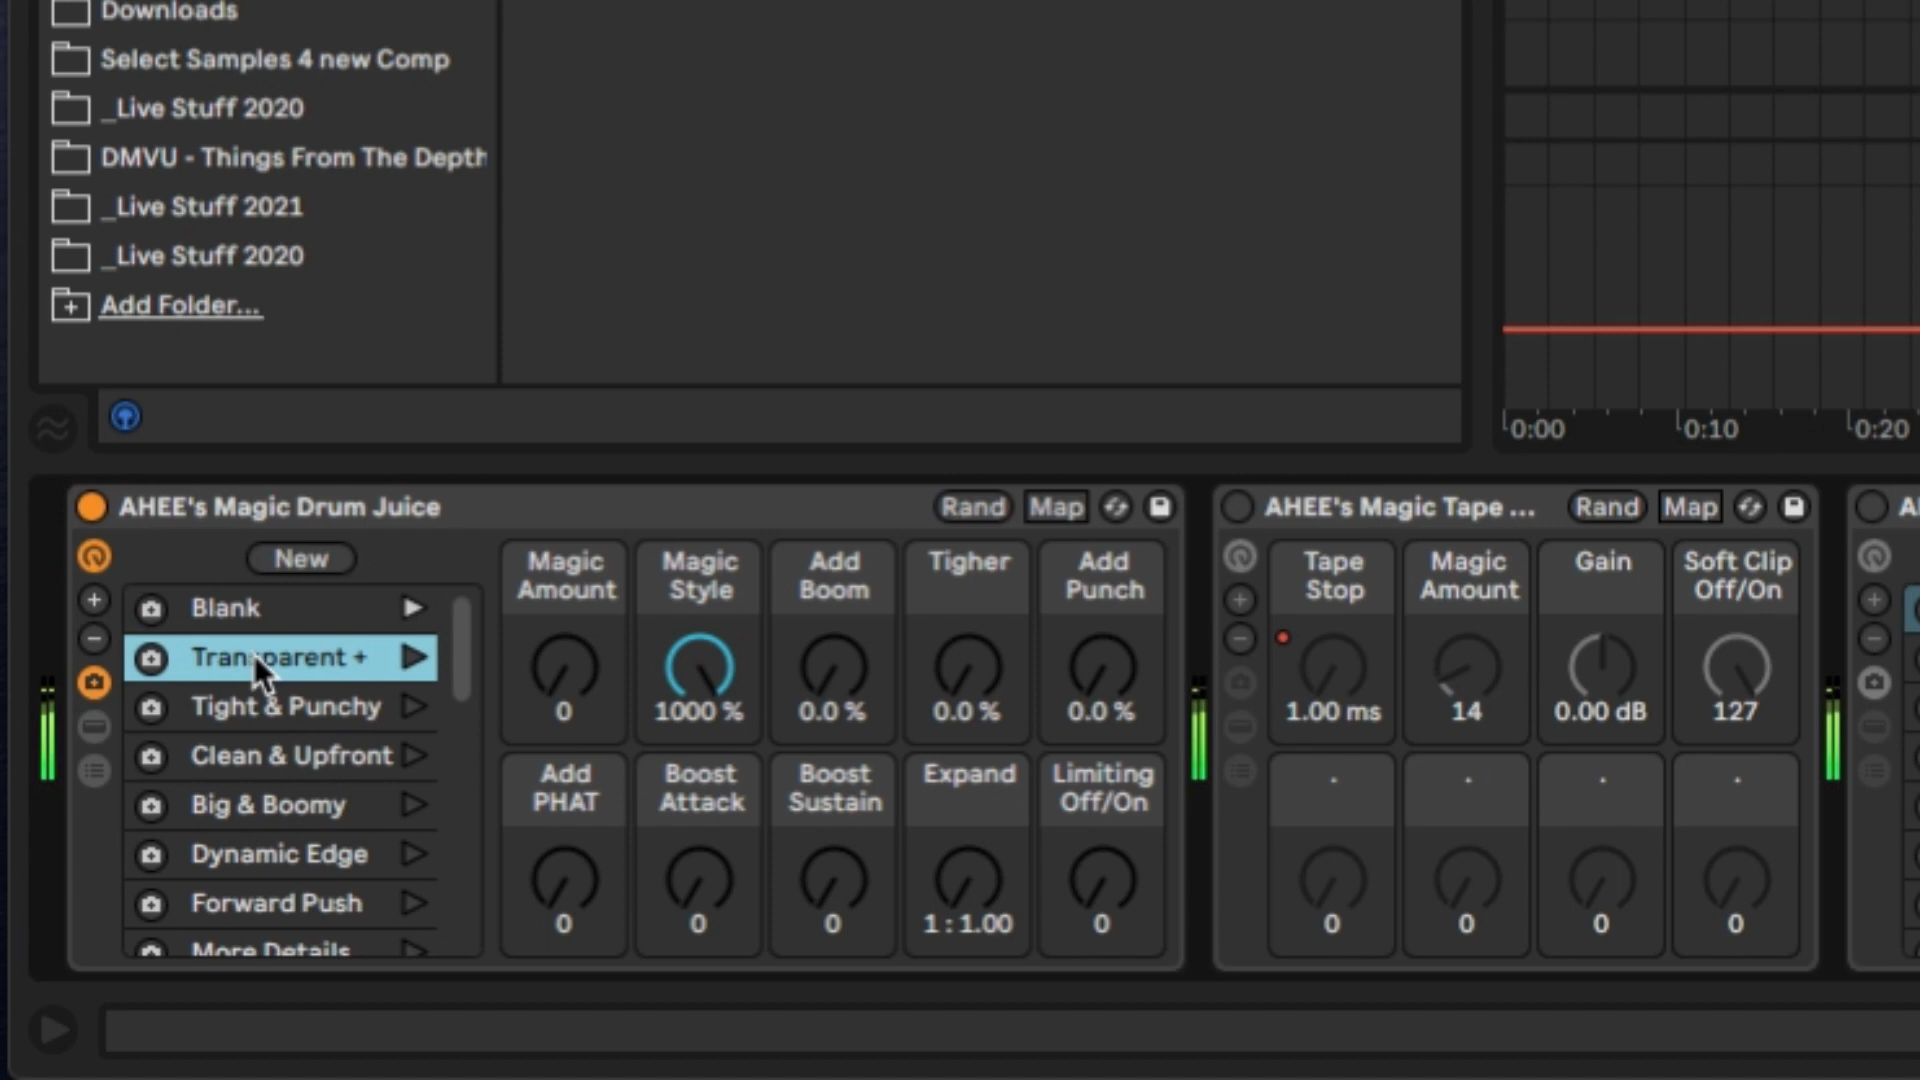 Downloads
Select Samples 4 new Comp
_Live Stuff 2020
DMVU - Things From The Depth
_Live Stuff 2021
_Live Stuff 2020
Add Folder...
0:00 0:10 0:20
AHEE's Magic Drum Juice Rand Map
New
Blank
Transparent +
Tight & Punchy
Clean & Upfront
Big & Boomy
Dynamic Edge
Forward Push
More Details
Magic Amount Magic Style Add Boom Tigher Add Punch
0 1000 % 0.0 % 0.0 % 0.0 %
Add PHAT Boost Attack Boost Sustain Expand Limiting Off/On
0 0 0 1 : 1.00 0
AHEE's Magic Tape ... Rand Map
Tape Stop Magic Amount Gain Soft Clip Off/On
1.00 ms 14 0.00 dB 127
. . . .
0 0 0 0